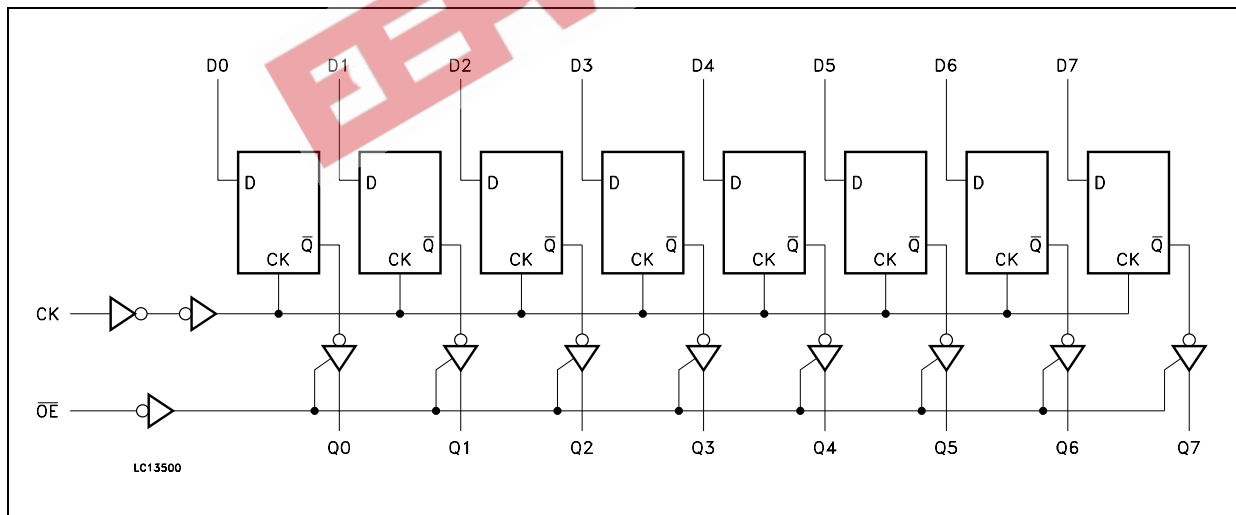 D0 D1 D2 D3 D4 D5 D6 D7
D D D D D D D D
Q̅ Q̅ Q̅ Q̅ Q̅ Q̅ Q̅ Q̅
CK CK CK CK CK CK CK CK
CK
O̅E̅
Q0 Q1 Q2 Q3 Q4 Q5 Q6 Q7
LC13500